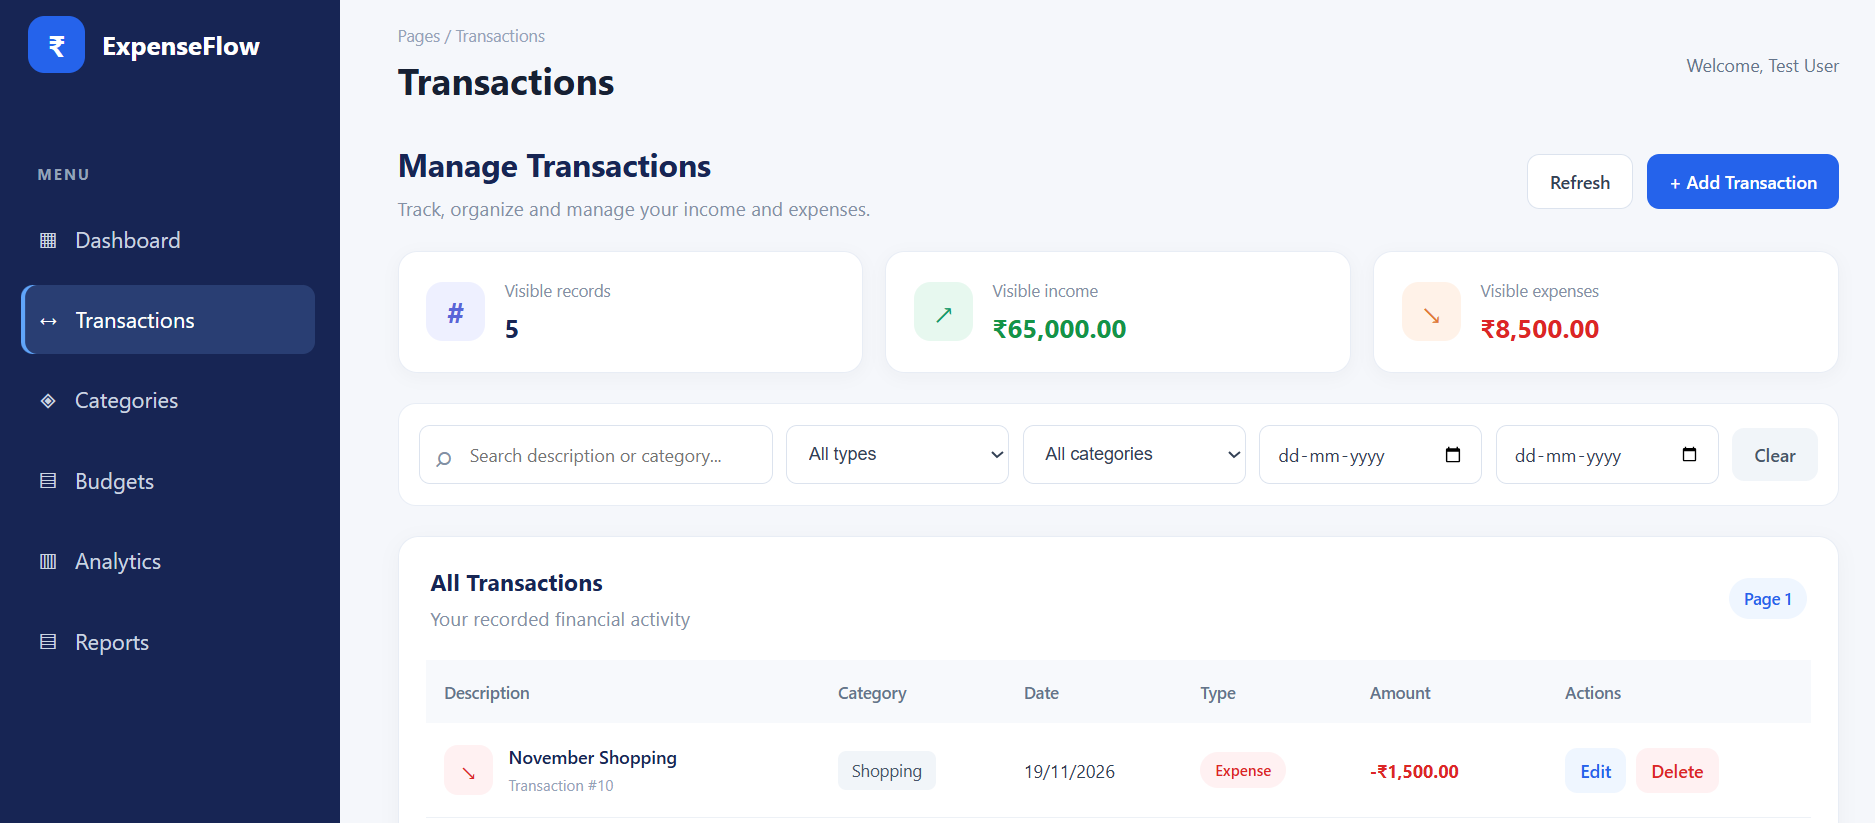 ₹ ExpenseFlow
MENU
Dashboard
Transactions
Categories
Budgets
Analytics
Reports
Pages / Transactions
Transactions
Welcome, Test User
Manage Transactions
Track, organize and manage your income and expenses.
Refresh
+ Add Transaction
# Visible records
5
Visible income
₹65,000.00
Visible expenses
₹8,500.00
Search description or category...
All types
All categories
dd-mm-yyyy
dd-mm-yyyy
Clear
All Transactions
Your recorded financial activity
Page 1
Description Category Date Type Amount Actions
November Shopping
Transaction #10
Shopping 19/11/2026 Expense -₹1,500.00 Edit Delete